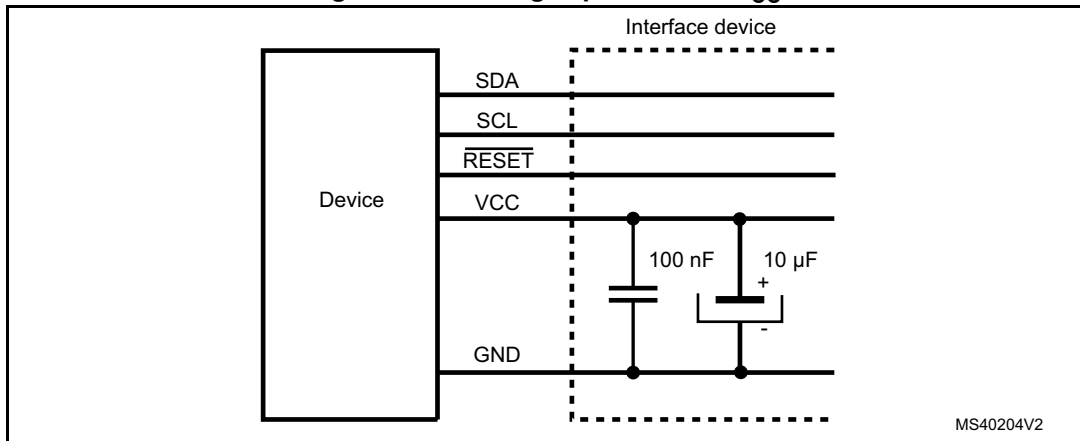 Interface device
SDA
SCL
RESET
Device
VCC
100 nF
10 µF
+
-
GND
MS40204V2